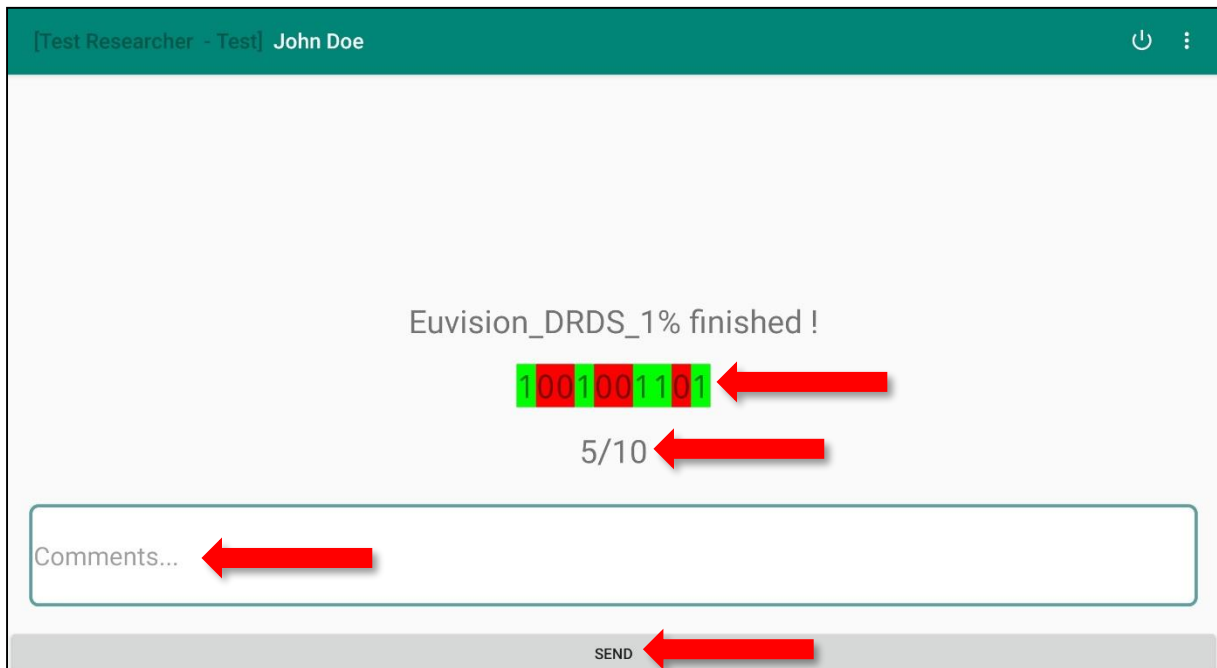 [Test Researcher - Test] John Doe
Euvision_DRDS_1% finished !
1001001101
5/10
Comments...
SEND